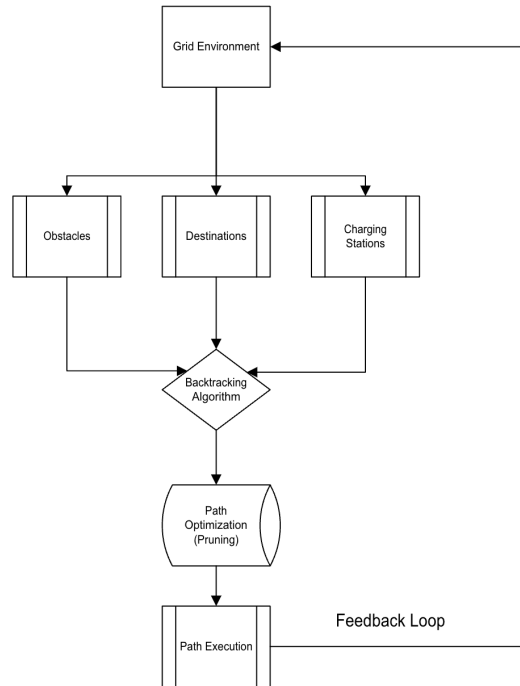 Grid Environment
Obstacles
Destinations
Charging
Stations
Backtracking
Algorithm
Path
Optimization
(Pruning)
Feedback Loop
Path Execution